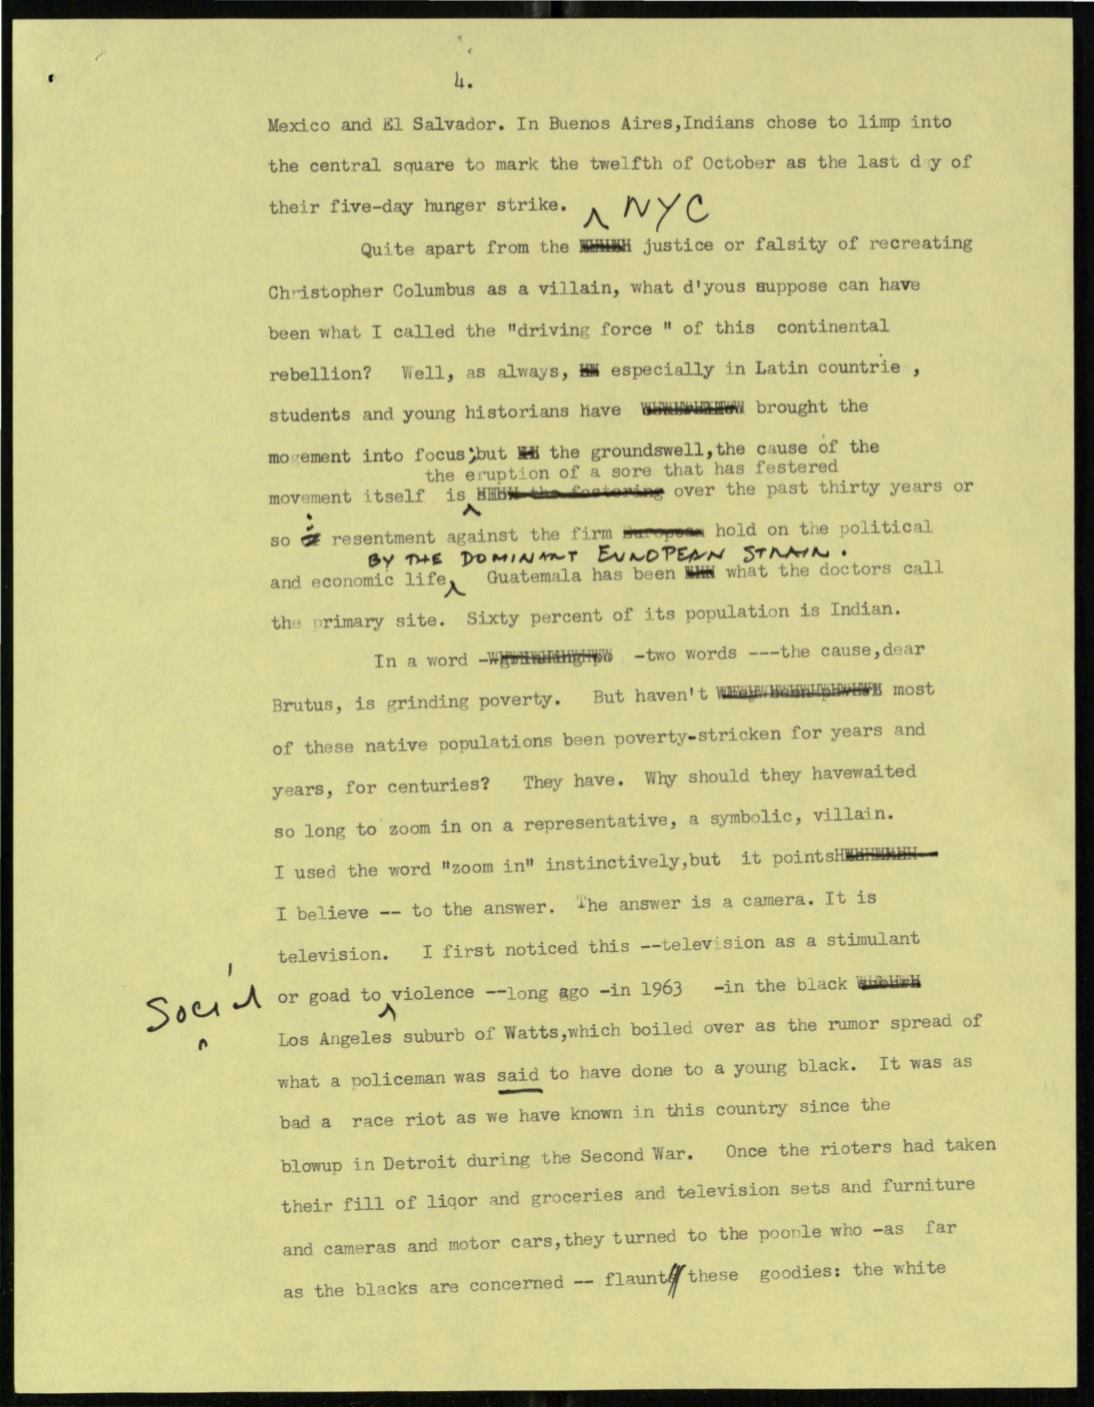 4.
Mexico and El Salvador. In Buenos Aires,Indians chose to limp into
the central square to mark the twelfth of October as the last d y of
their five-day hunger strike. NYC
Quite apart from the justice or falsity of recreating
Christopher Columbus as a villain, what d'yous suppose can have
been what I called the "driving force " of this continental
rebellion? Well, as always, especially in Latin countrie ,
students and young historians have brought the
movement into focus;but the groundswell,the cause of the
the eruption of a sore that has festered
movement itself is the festering over the past thirty years or
so : resentment against the firm European hold on the political
BY THE DOMINANT EUROPEAN STRAIN.
and economic life Guatemala has been what the doctors call
the primary site. Sixty percent of its population is Indian.
In a word - -two words ---the cause,dear
Brutus, is grinding poverty. But haven't most
of these native populations been poverty-stricken for years and
years, for centuries? They have. Why should they havewaited
so long to zoom in on a representative, a symbolic, villain.
I used the word "zoom in" instinctively,but it points
I believe -- to the answer. The answer is a camera. It is
television. I first noticed this --television as a stimulant
Social or goad to violence --long ago -in 1963 -in the black
Los Angeles suburb of Watts,which boiled over as the rumor spread of
what a policeman was said to have done to a young black. It was as
bad a race riot as we have known in this country since the
blowup in Detroit during the Second War. Once the rioters had taken
their fill of liqor and groceries and television sets and furniture
and cameras and motor cars,they turned to the people who -as far
as the blacks are concerned -- flaunt these goodies: the white